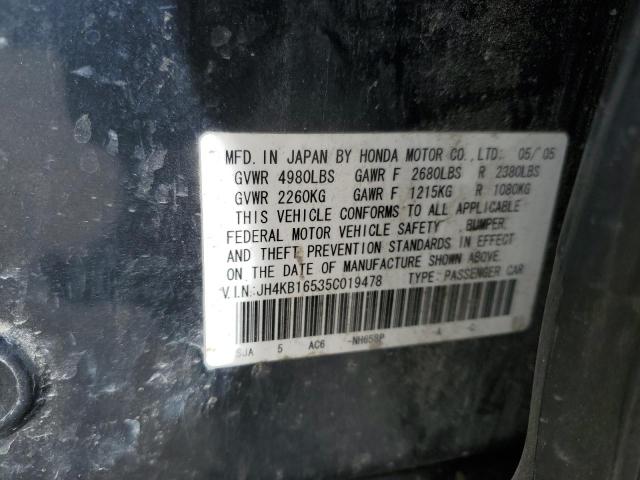 MFD. IN JAPAN BY HONDA MOTOR CO.,LTD. 05/'05
GVWR 4980LBS GAWR F 2680LBS R 2380LBS
GVWR 2260KG GAWR F 1215KG R 1080KG
THIS VEHICLE CONFORMS TO ALL APPLICABLE
FEDERAL MOTOR VEHICLE SAFETY BUMPER,
AND THEFT PREVENTION STANDARDS IN EFFECT
ON THE DATE OF MANUFACTURE SHOWN ABOVE.
V.I.N:JH4KB16535C019478 TYPE:PASSENGER CAR
SJA 5 AC6 -NH658P